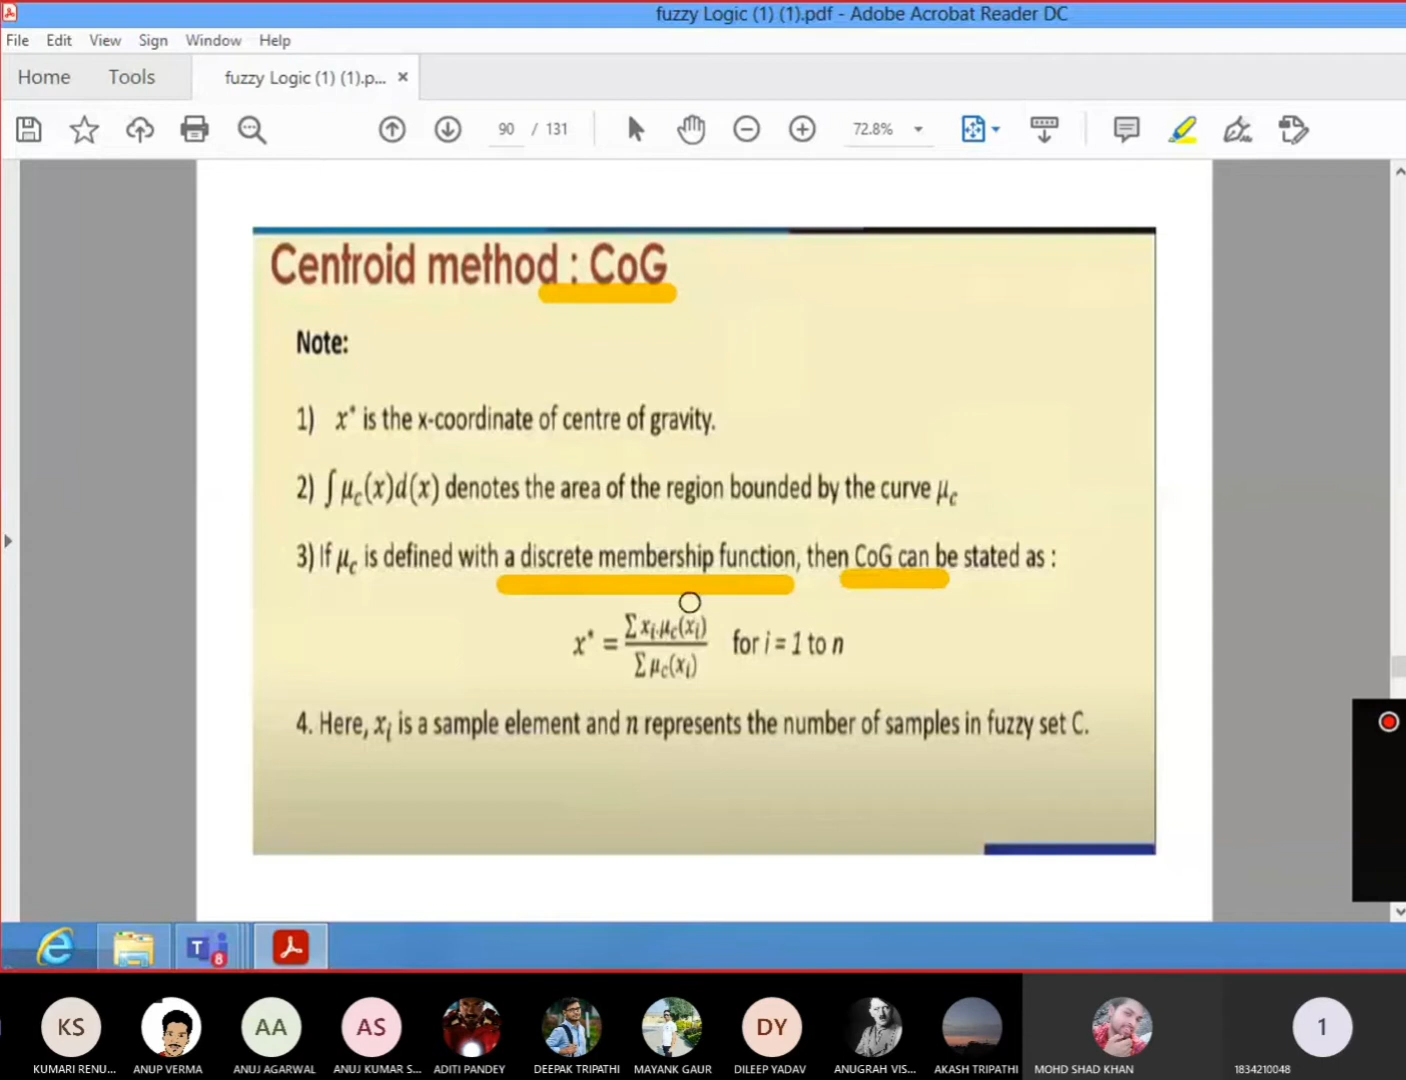 fuzzy Logic (1) (1).pdf - Adobe Acrobat Reader DC
File Edit View Sign Window Help
Home Tools fuzzy Logic (1) (1).p... ×
90 / 131 72.8%
Centroid method : CoG
Note:
1) x* is the x-coordinate of centre of gravity.
2) ∫ μc(x)d(x) denotes the area of the region bounded by the curve μc
3) If μc is defined with a discrete membership function, then CoG can be stated as :
x* = ∑ xi.μc(xi) / ∑ μc(xi) for i = 1 to n
4. Here, xi is a sample element and n represents the number of samples in fuzzy set C.
T 8
KS AA AS DY 1
KUMARI RENU... ANUP VERMA ANUJ AGARWAL ANUJ KUMAR S... ADITI PANDEY DEEPAK TRIPATHI MAYANK GAUR DILEEP YADAV ANUGRAH VIS... AKASH TRIPATHI MOHD SHAD KHAN 1834210048